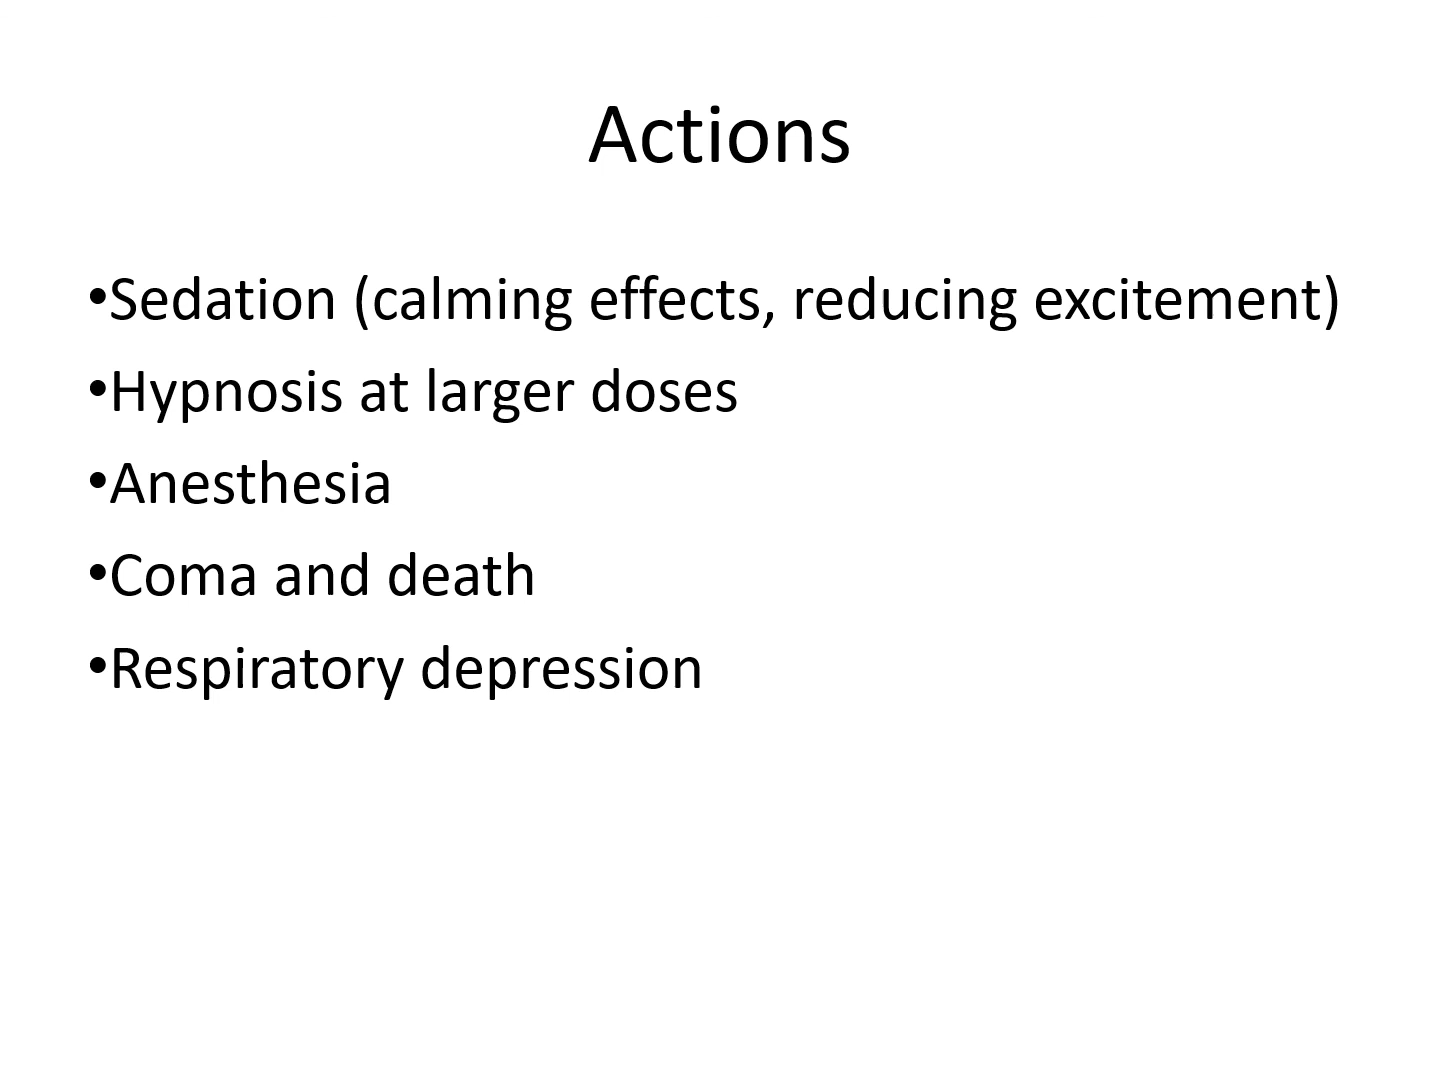 Actions
•Sedation (calming effects, reducing excitement)
•Hypnosis at larger doses
•Anesthesia
•Coma and death
•Respiratory depression